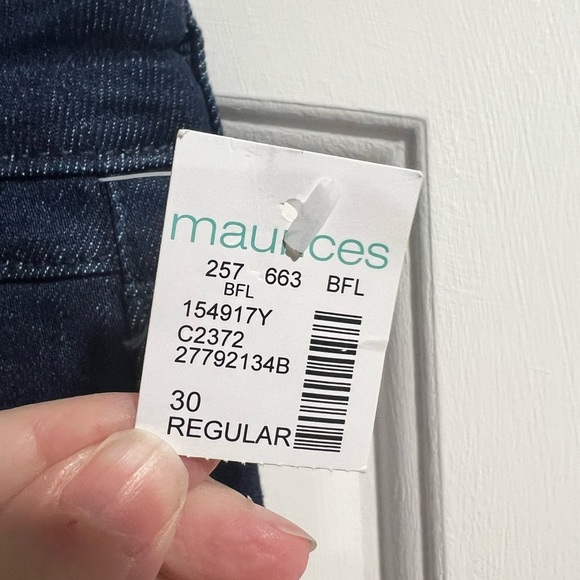 maurices
257 663 BFL
BFL
154917Y
C2372
27792134B
30
REGULAR